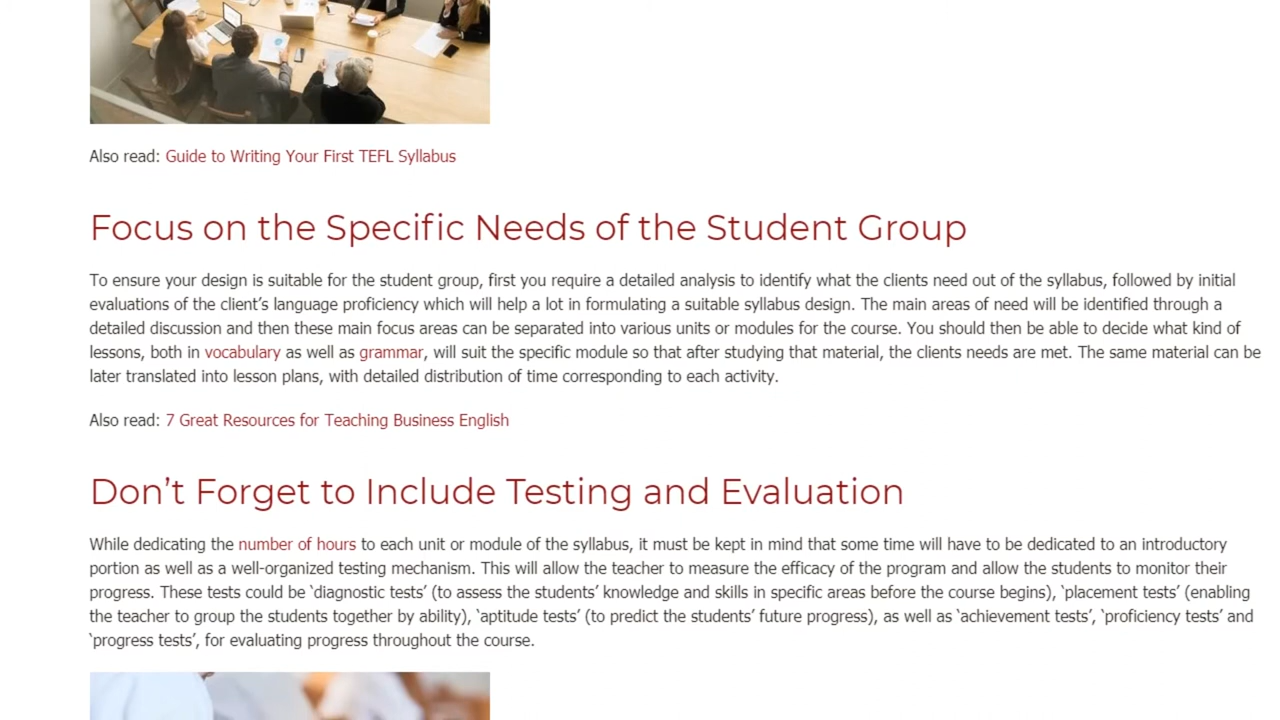 Also read: Guide to Writing Your First TEFL Syllabus
Focus on the Specific Needs of the Student Group
To ensure your design is suitable for the student group, first you require a detailed analysis to identify what the clients need out of the syllabus, followed by initial
evaluations of the client’s language proficiency which will help a lot in formulating a suitable syllabus design. The main areas of need will be identified through a
detailed discussion and then these main focus areas can be separated into various units or modules for the course. You should then be able to decide what kind of
lessons, both in vocabulary as well as grammar, will suit the specific module so that after studying that material, the clients needs are met. The same material can be
later translated into lesson plans, with detailed distribution of time corresponding to each activity.
Also read: 7 Great Resources for Teaching Business English
Don’t Forget to Include Testing and Evaluation
While dedicating the number of hours to each unit or module of the syllabus, it must be kept in mind that some time will have to be dedicated to an introductory
portion as well as a well-organized testing mechanism. This will allow the teacher to measure the efficacy of the program and allow the students to monitor their
progress. These tests could be ‘diagnostic tests’ (to assess the students’ knowledge and skills in specific areas before the course begins), ‘placement tests’ (enabling
the teacher to group the students together by ability), ‘aptitude tests’ (to predict the students’ future progress), as well as ‘achievement tests’, ‘proficiency tests’ and
‘progress tests’, for evaluating progress throughout the course.